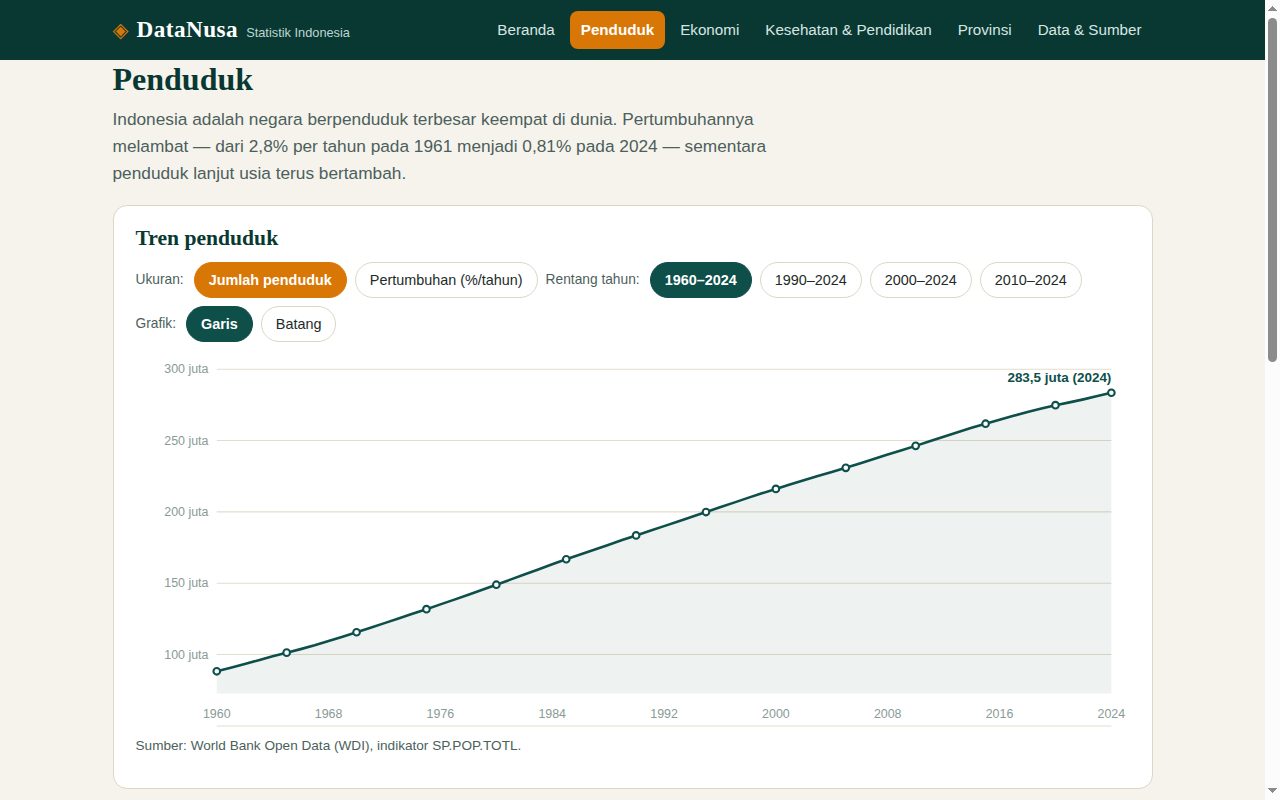 ◈ DataNusa Statistik Indonesia
Beranda Penduduk Ekonomi Kesehatan & Pendidikan Provinsi Data & Sumber
Penduduk
Indonesia adalah negara berpenduduk terbesar keempat di dunia. Pertumbuhannya
melambat — dari 2,8% per tahun pada 1961 menjadi 0,81% pada 2024 — sementara
penduduk lanjut usia terus bertambah.
Tren penduduk
Ukuran: Jumlah penduduk Pertumbuhan (%/tahun) Rentang tahun: 1960–2024 1990–2024 2000–2024 2010–2024
Grafik: Garis Batang
300 juta
283,5 juta (2024)
250 juta
200 juta
150 juta
100 juta
1960 1968 1976 1984 1992 2000 2008 2016 2024
Sumber: World Bank Open Data (WDI), indikator SP.POP.TOTL.